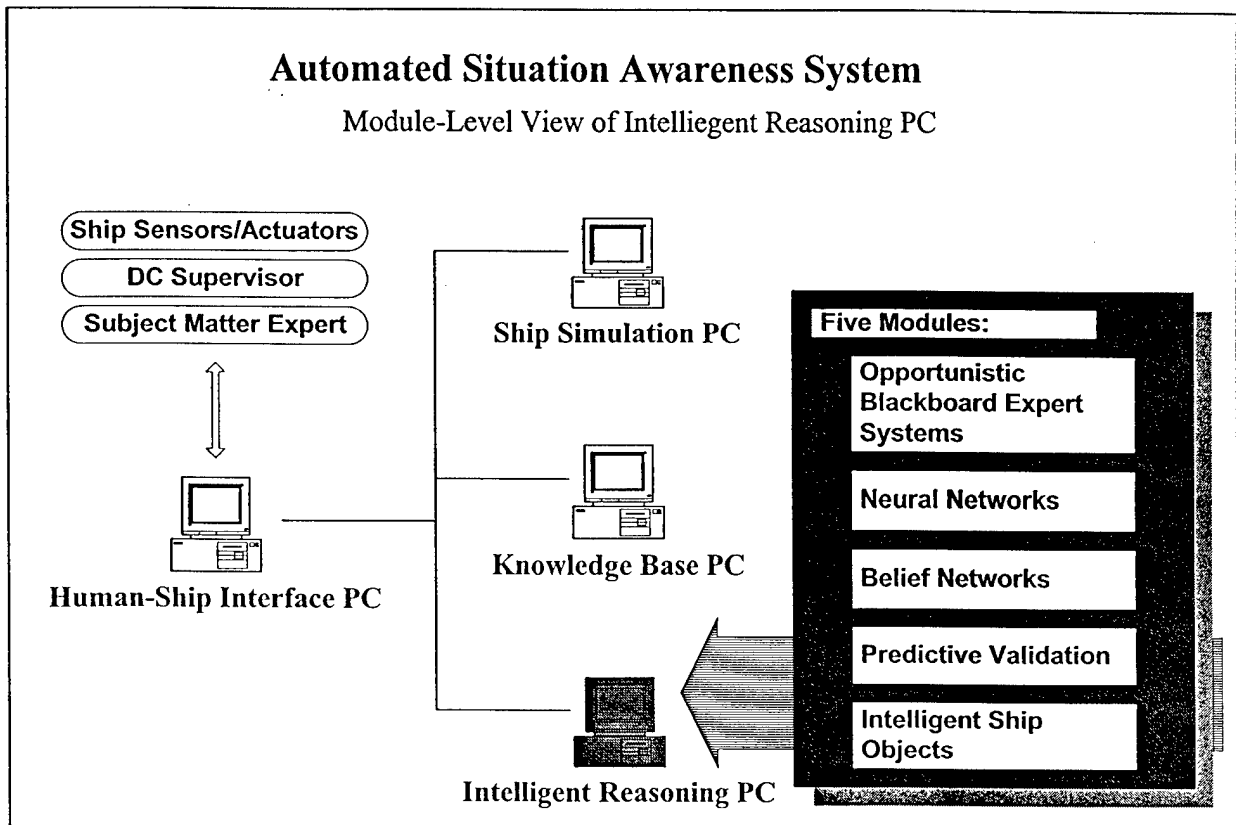 Automated Situation Awareness System
Module-Level View of Intelliegent Reasoning PC
Ship Sensors/Actuators
DC Supervisor
Subject Matter Expert
Human-Ship Interface PC
Ship Simulation PC
Knowledge Base PC
Intelligent Reasoning PC
Five Modules:
Opportunistic
Blackboard Expert
Systems
Neural Networks
Belief Networks
Predictive Validation
Intelligent Ship
Objects